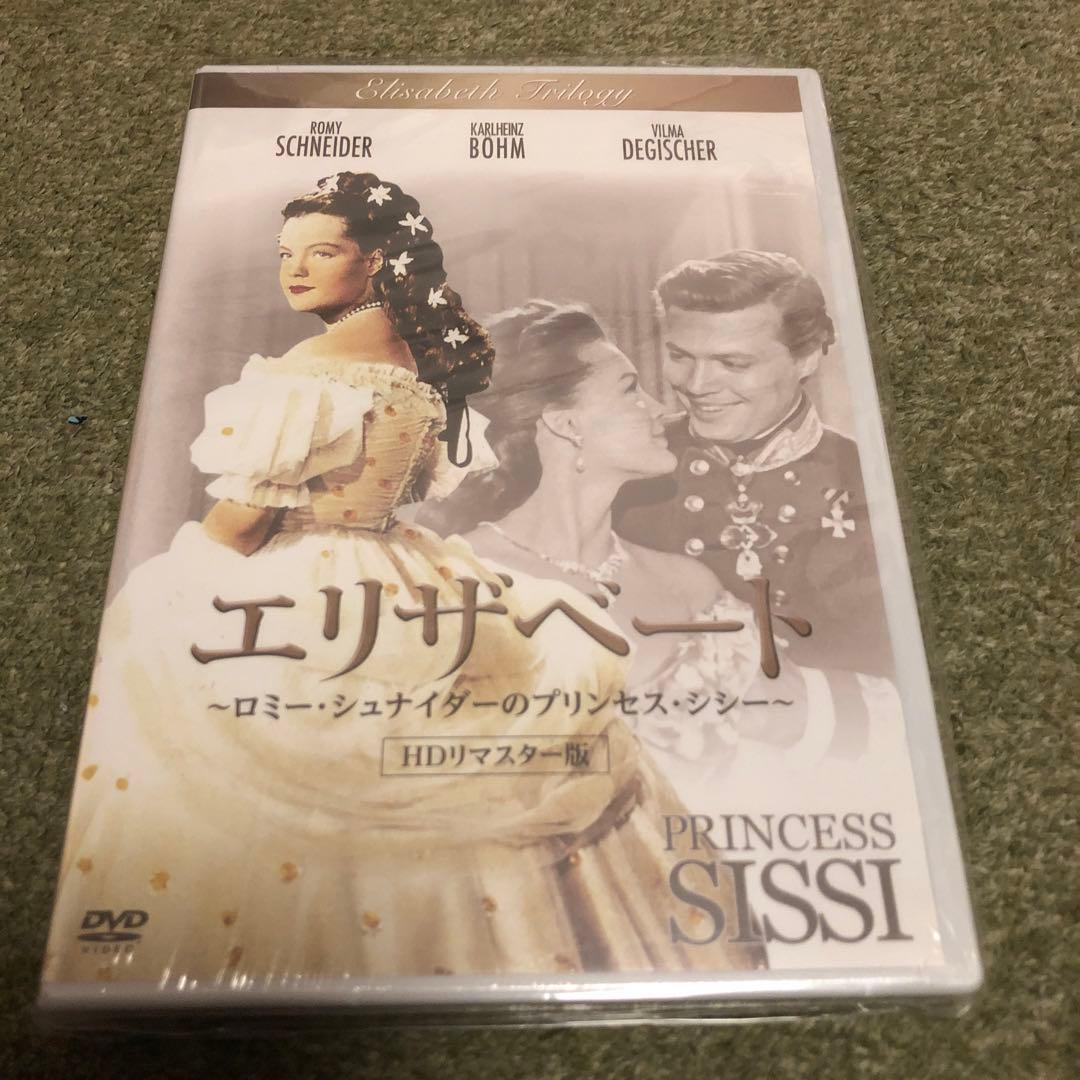 Elisabeth Trilogy
ROMY SCHNEIDER
KARLHEINZ BÖHM
VILMA DEGISCHER
エリザベート
～ロミー・シュナイダーのプリンセス・シシー～
HDリマスター版
PRINCESS
SISSI
DVD
VIDEO